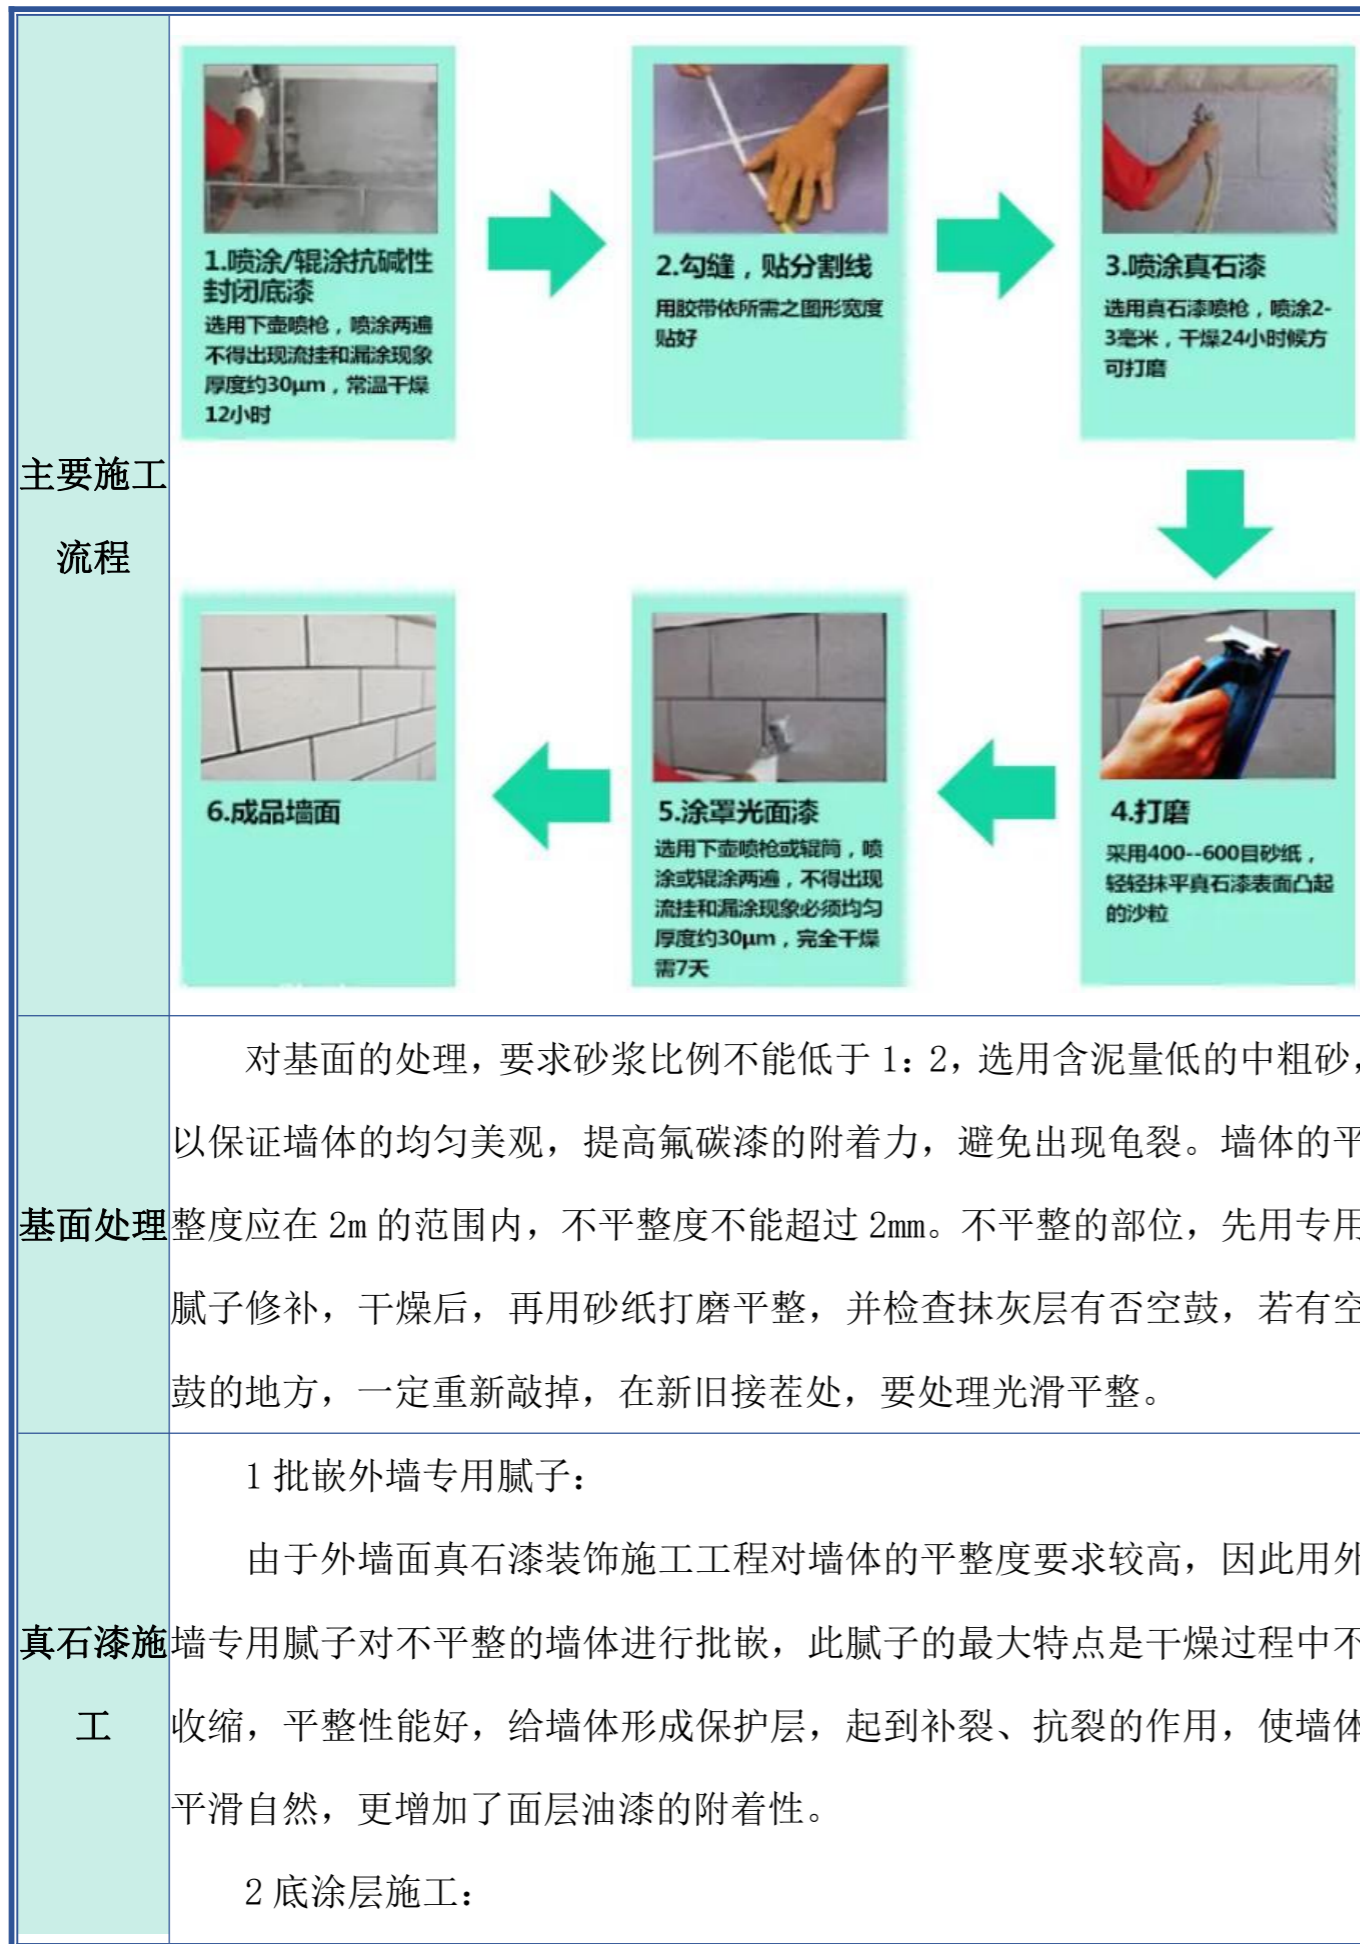 主要施工
流程
1.喷涂/辊涂抗碱性
封闭底漆
选用下壶喷枪，喷涂两遍
不得出现流挂和漏涂现象
厚度约30μm，常温干燥
12小时
2.勾缝，贴分割线
用胶带依所需之图形宽度
贴好
3.喷涂真石漆
选用真石漆喷枪，喷涂2-
3毫米，干燥24小时候方
可打磨
4.打磨
采用400--600目砂纸，
轻轻抹平真石漆表面凸起
的沙粒
5.涂罩光面漆
选用下壶喷枪或辊筒，喷
涂或辊涂两遍，不得出现
流挂和漏涂现象必须均匀
厚度约30μm，完全干燥
需7天
6.成品墙面
基面处理
对基面的处理，要求砂浆比例不能低于 1：2，选用含泥量低的中粗砂，
以保证墙体的均匀美观，提高氟碳漆的附着力，避免出现龟裂。墙体的平
整度应在 2m 的范围内，不平整度不能超过 2mm。不平整的部位，先用专用
腻子修补，干燥后，再用砂纸打磨平整，并检查抹灰层有否空鼓，若有空
鼓的地方，一定重新敲掉，在新旧接茬处，要处理光滑平整。
真石漆施
工
1 批嵌外墙专用腻子：
由于外墙面真石漆装饰施工工程对墙体的平整度要求较高，因此用外
墙专用腻子对不平整的墙体进行批嵌，此腻子的最大特点是干燥过程中不
收缩，平整性能好，给墙体形成保护层，起到补裂、抗裂的作用，使墙体
平滑自然，更增加了面层油漆的附着性。
2 底涂层施工：